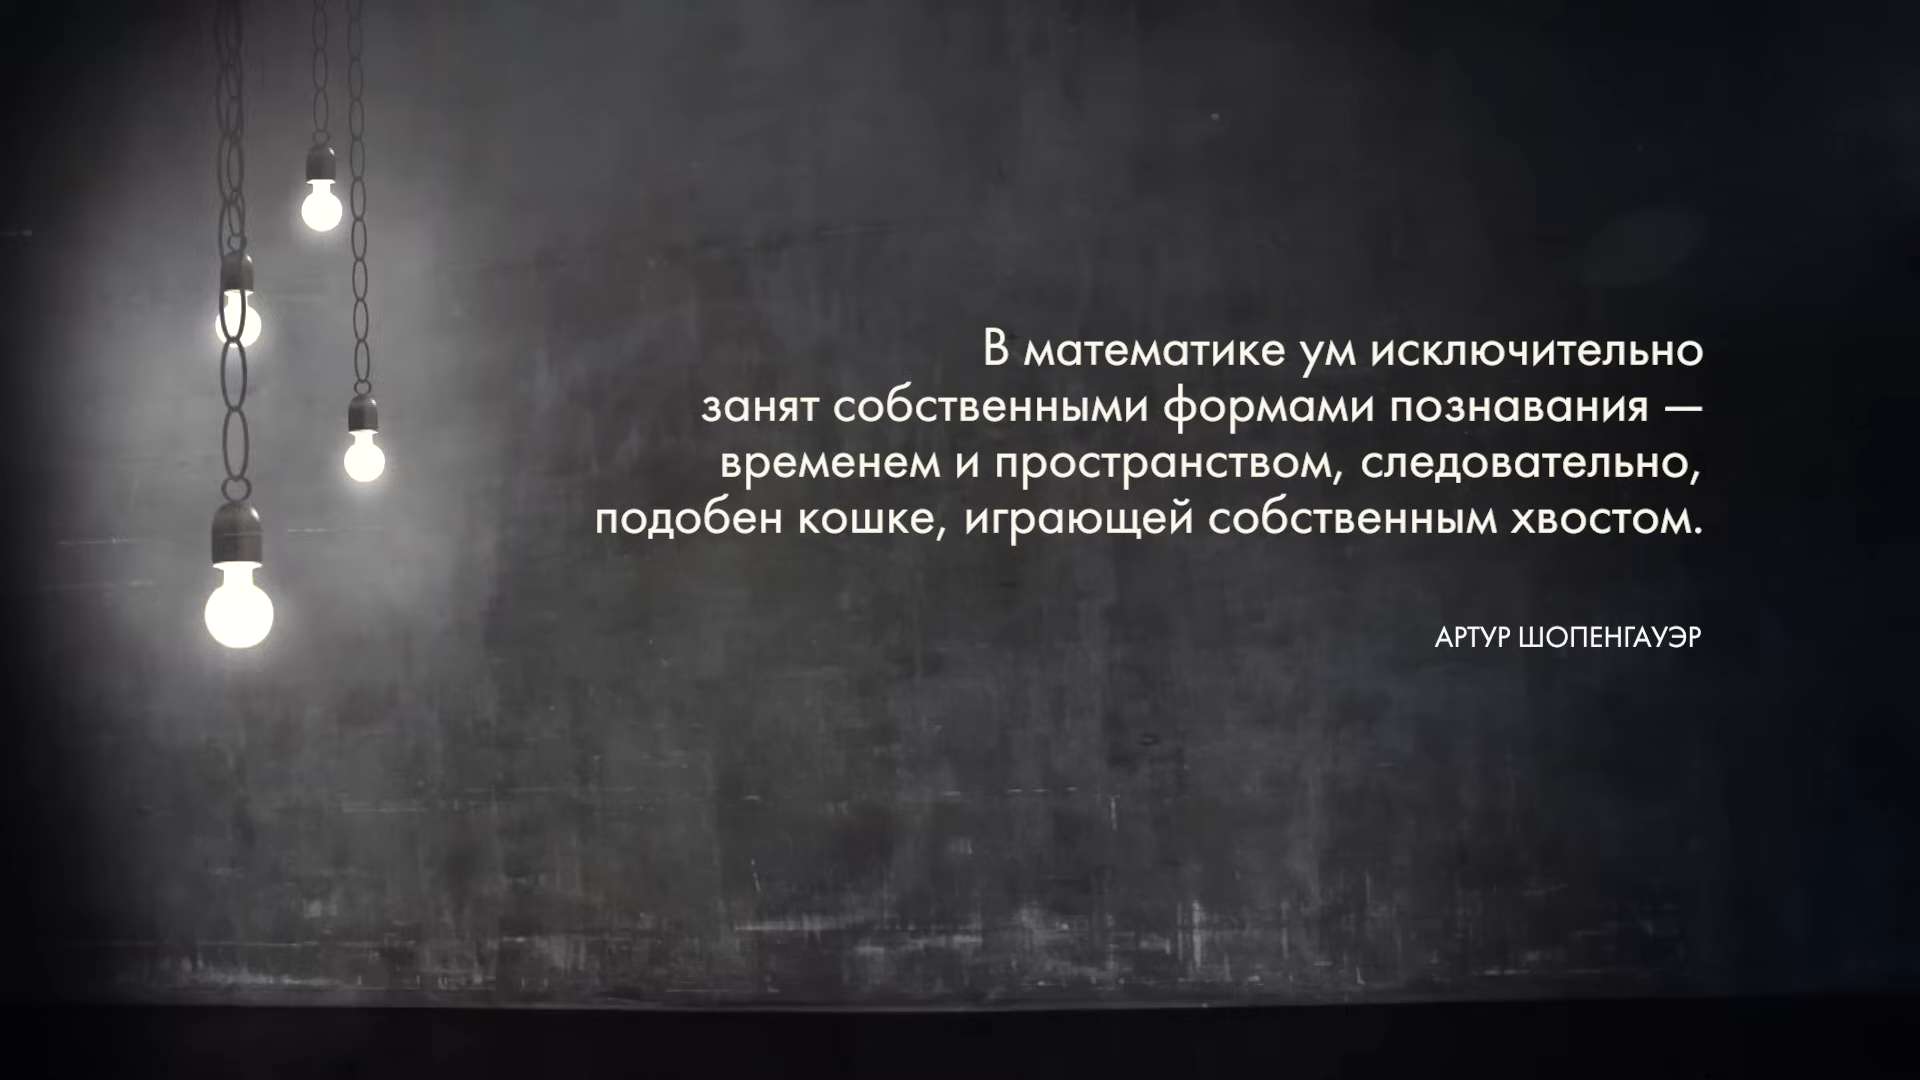 В математике ум исключительно
занят собственными формами познавания —
временем и пространством, следовательно,
подобен кошке, играющей собственным хвостом.
АРТУР ШОПЕНГАУЭР